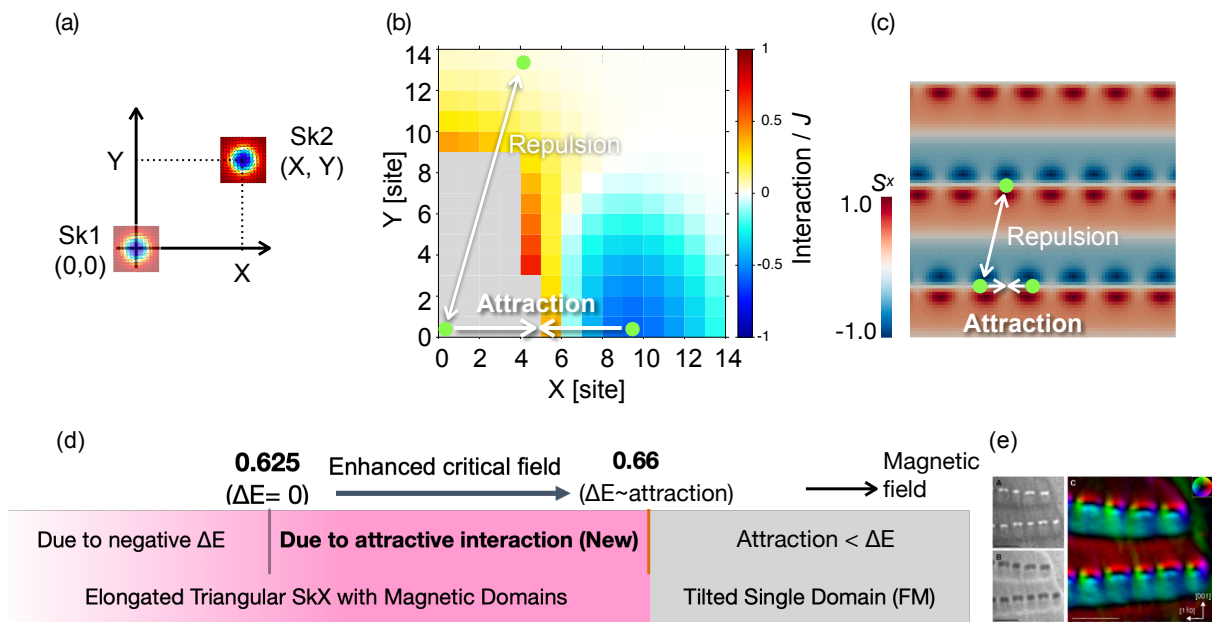 (a)
Y
Sk2
(X, Y)
Sk1
(0,0)
X
(b)
14
12
10
8
6
4
2
0
Y [site]
0 2 4 6 8 10 12 14
X [site]
Repulsion
Attraction
1
0.5
0
-0.5
-1
Interaction / J
(c)
Sˣ
1.0
-1.0
Repulsion
Attraction
(d)
0.625
(ΔE= 0)
Enhanced critical field
0.66
(ΔE~attraction)
Magnetic
field
Due to negative ΔE
Due to attractive interaction (New)
Attraction < ΔE
Elongated Triangular SkX with Magnetic Domains
Tilted Single Domain (FM)
(e)
A
B
C
[001]
[11̅0]